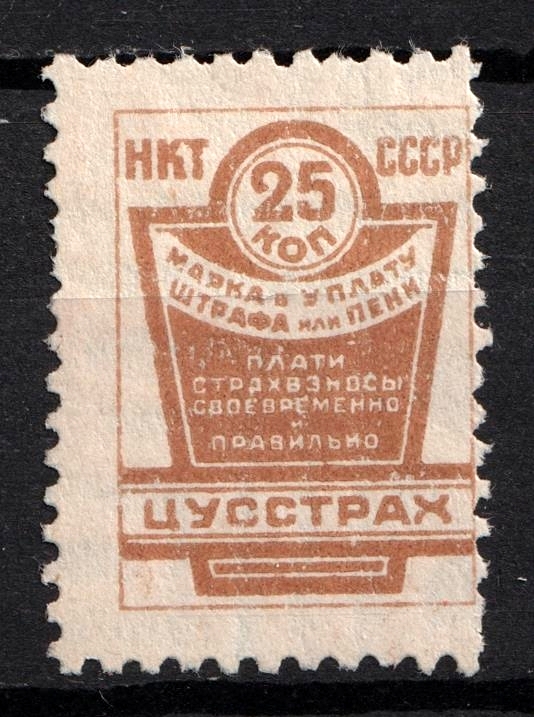 НКТ СССР
25
КОП
МАРКА В УПЛАТУ
ШТРАФА ИЛИ ПЕНИ
ПЛАТИ
СТРАХВЗНОСЫ
СВОЕВРЕМЕННО
И
ПРАВИЛЬНО
ЦУССТРАХ